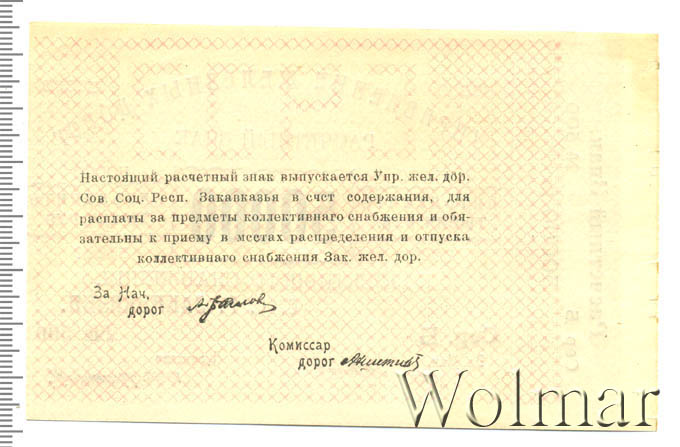 Настоящий расчетный знак выпускается Упр. жел. дор.
Сов. Соц. Респ. Закавказья в счет содержания, для
расплаты за предметы коллективнаго снабжения и обя-
зательны к приему в местах распределения и отпуска
коллективнаго снабжения Зак. жел. дор.
За Нач.
дорог
Комиссар
дорог
Wolmar